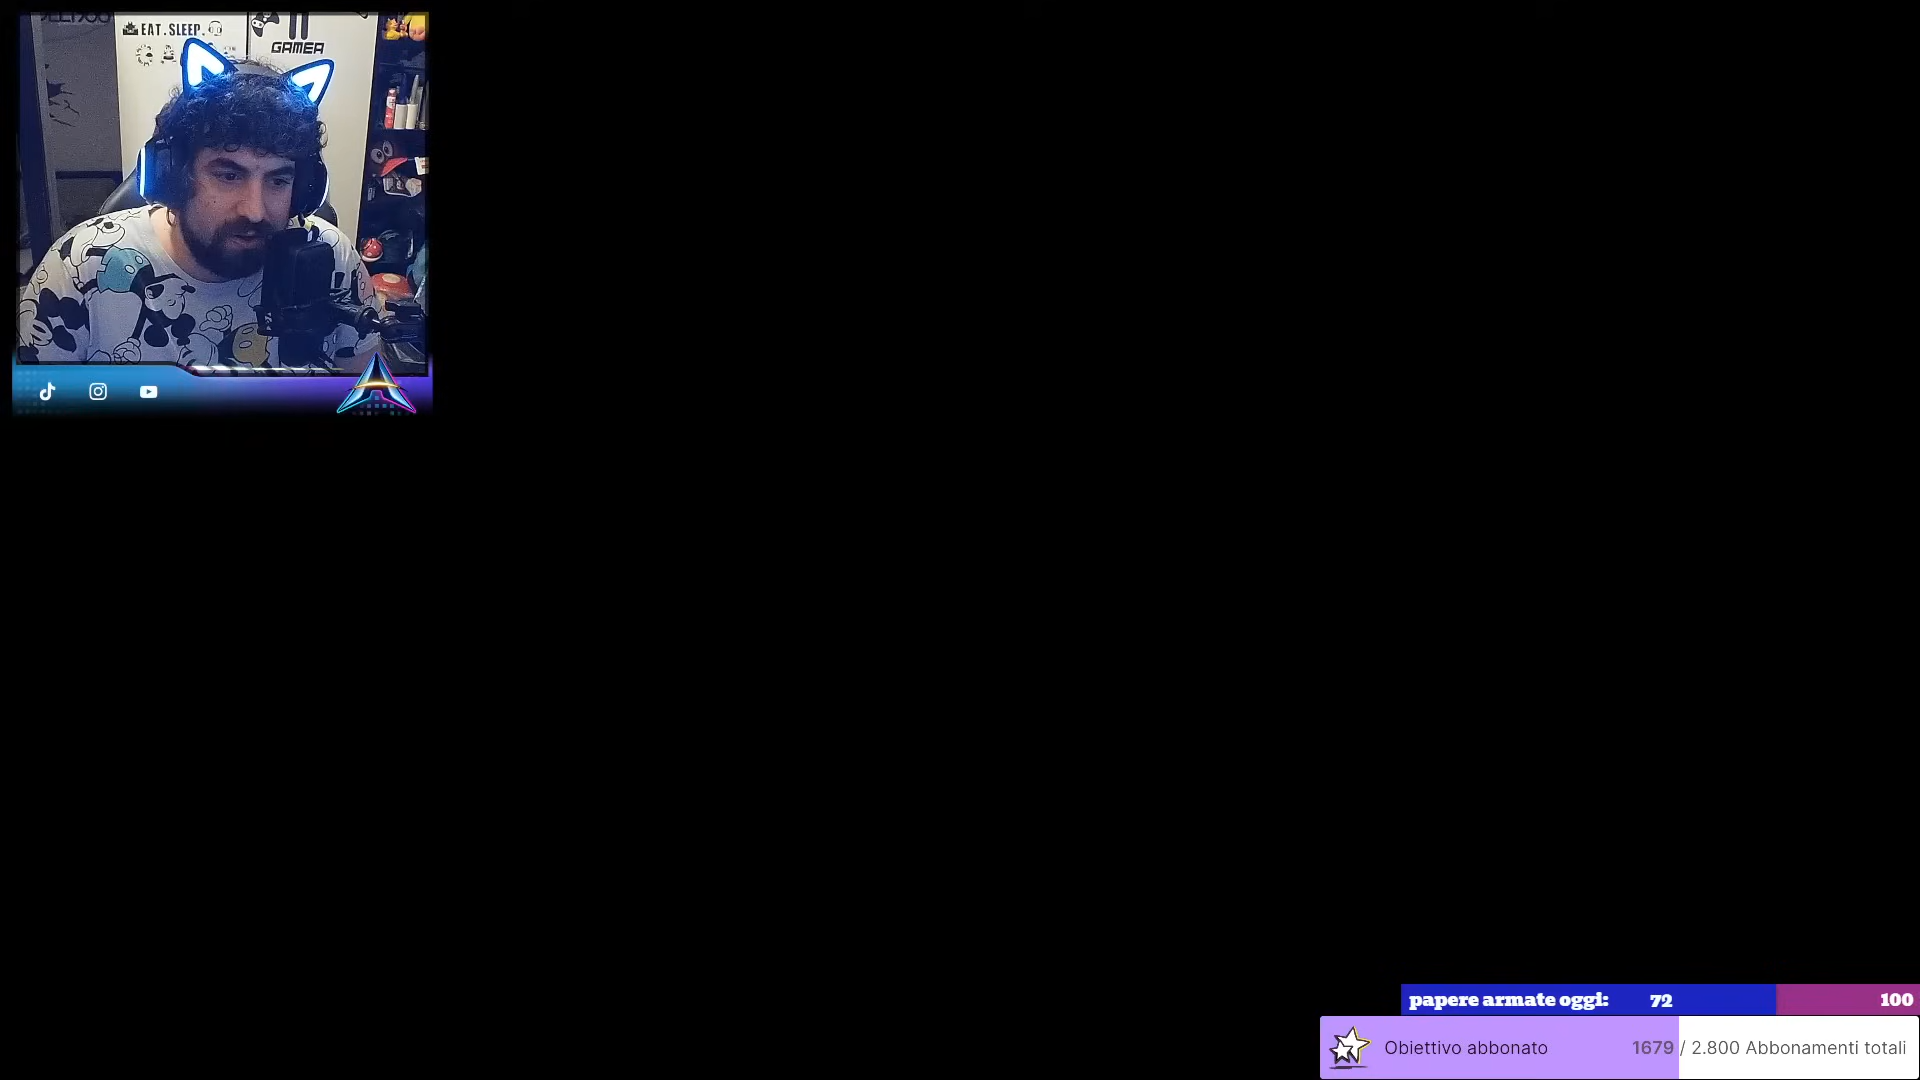 EAT.SLEEP.
GAMER
papere armate oggi: 72 100
Obiettivo abbonato 1679 / 2.800 Abbonamenti totali